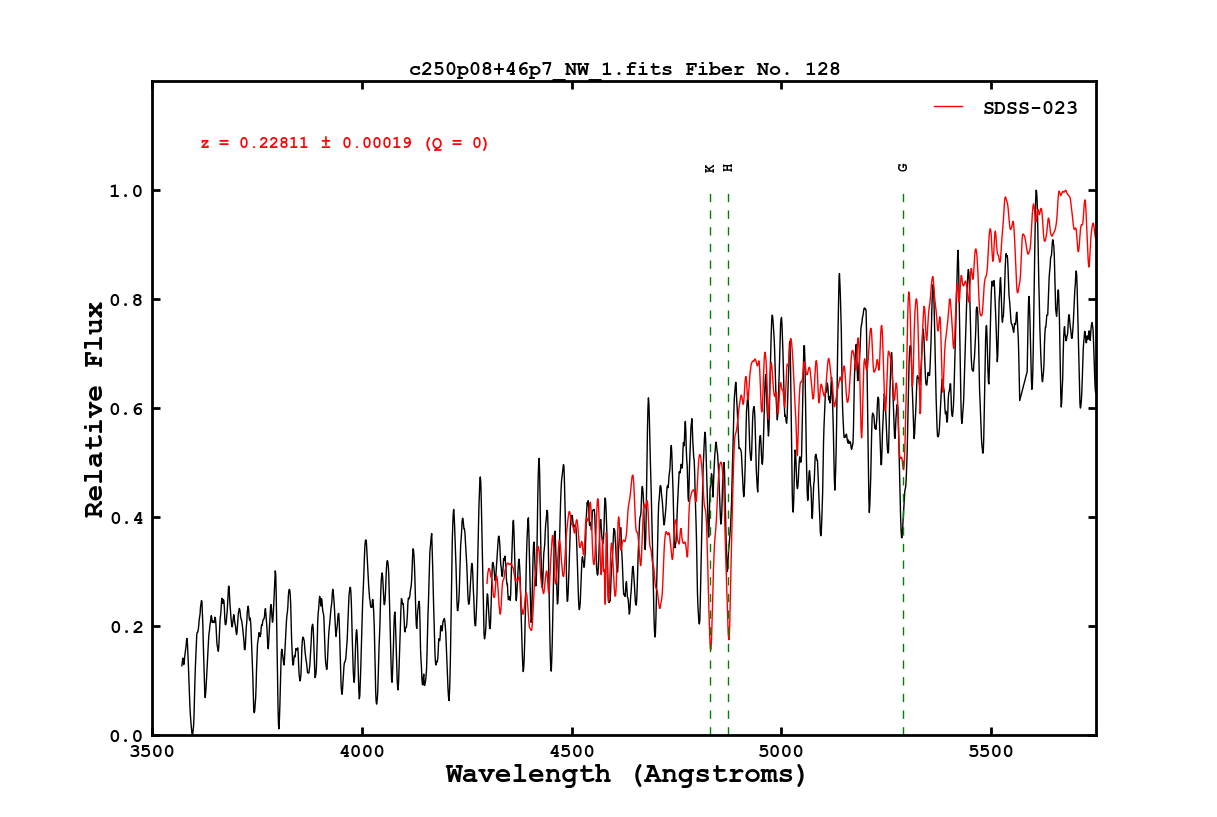 c250p08+46p7_NW_1.fits Fiber No. 128
SDSS-023
z = 0.22811 ± 0.00019 (Q = 0)
K H G
1.0
0.8
0.6
0.4
0.2
0.0
Relative Flux
3500 4000 4500 5000 5500
Wavelength (Angstroms)